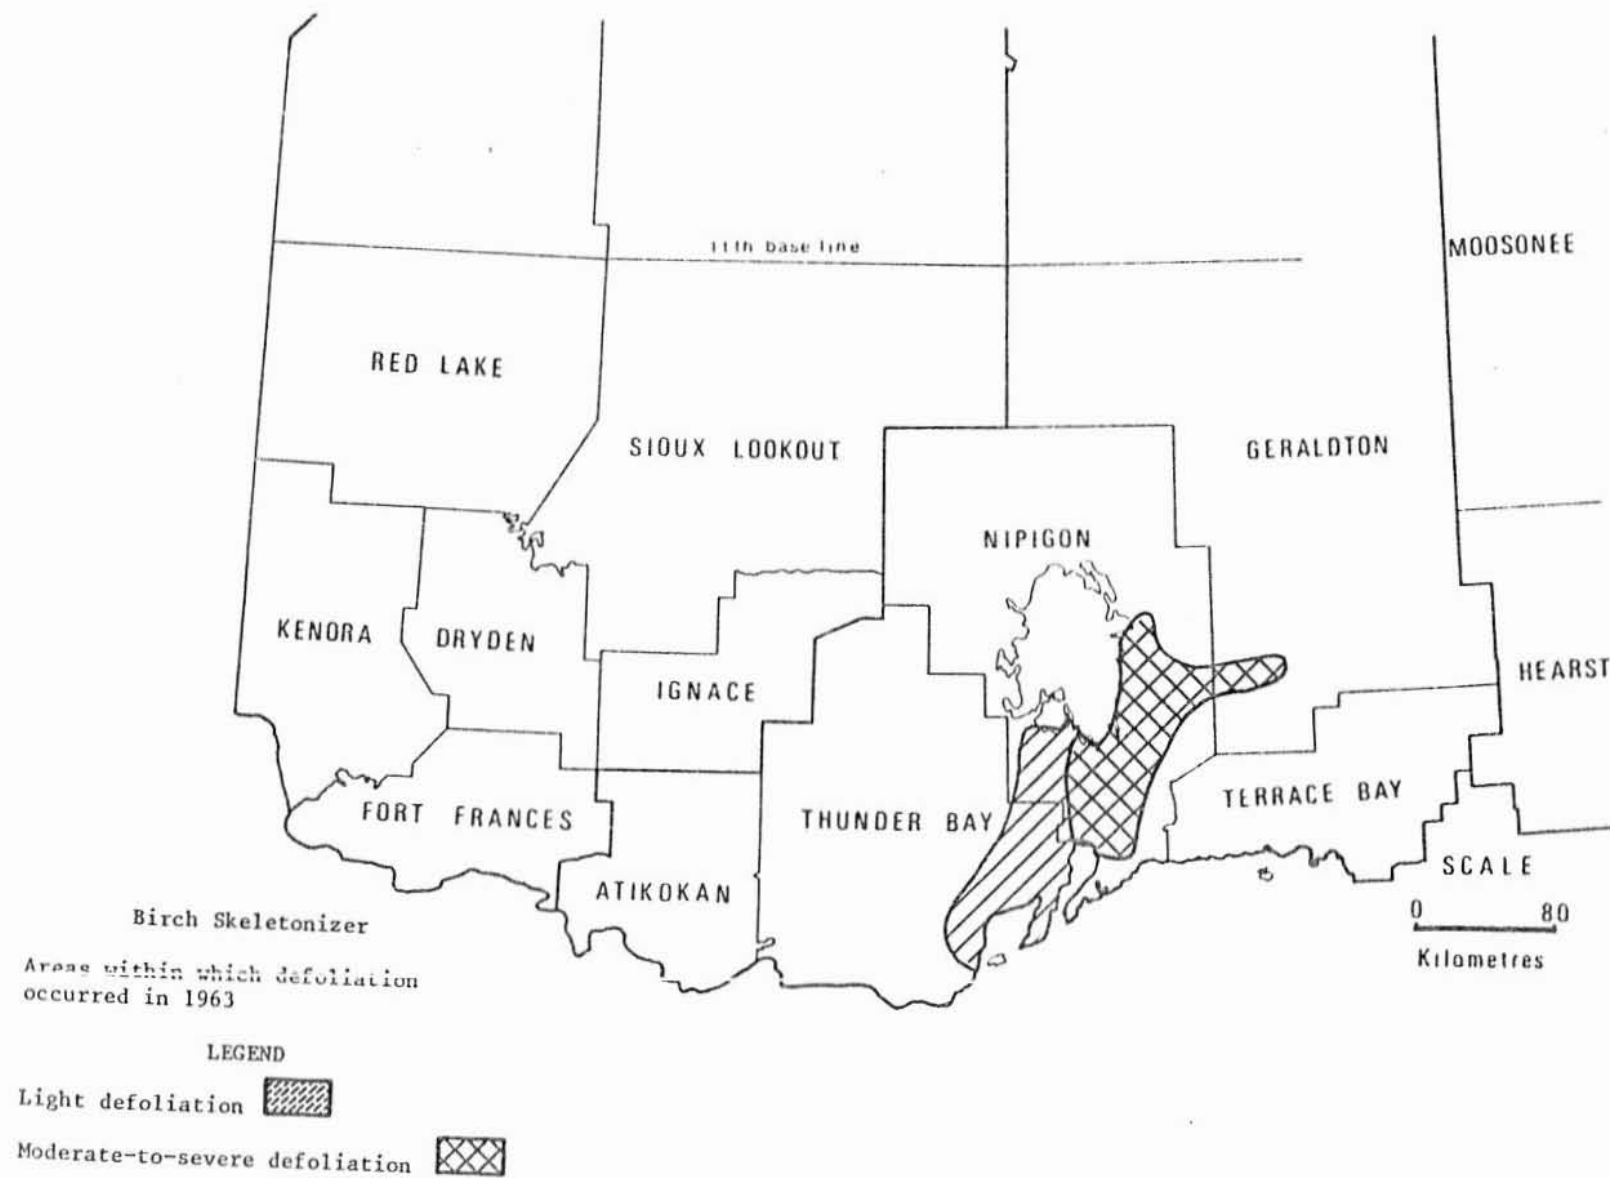 11th base line
MOOSONEE
RED LAKE
SIOUX LOOKOUT
GERALDTON
NIPIGON
KENORA
DRYDEN
HEARST
IGNACE
TERRACE BAY
FORT FRANCES
THUNDER BAY
SCALE
ATIKOKAN
0 80
Kilometres
Birch Skeletonizer
Areas within which defoliation
occurred in 1963
LEGEND
Light defoliation
Moderate-to-severe defoliation